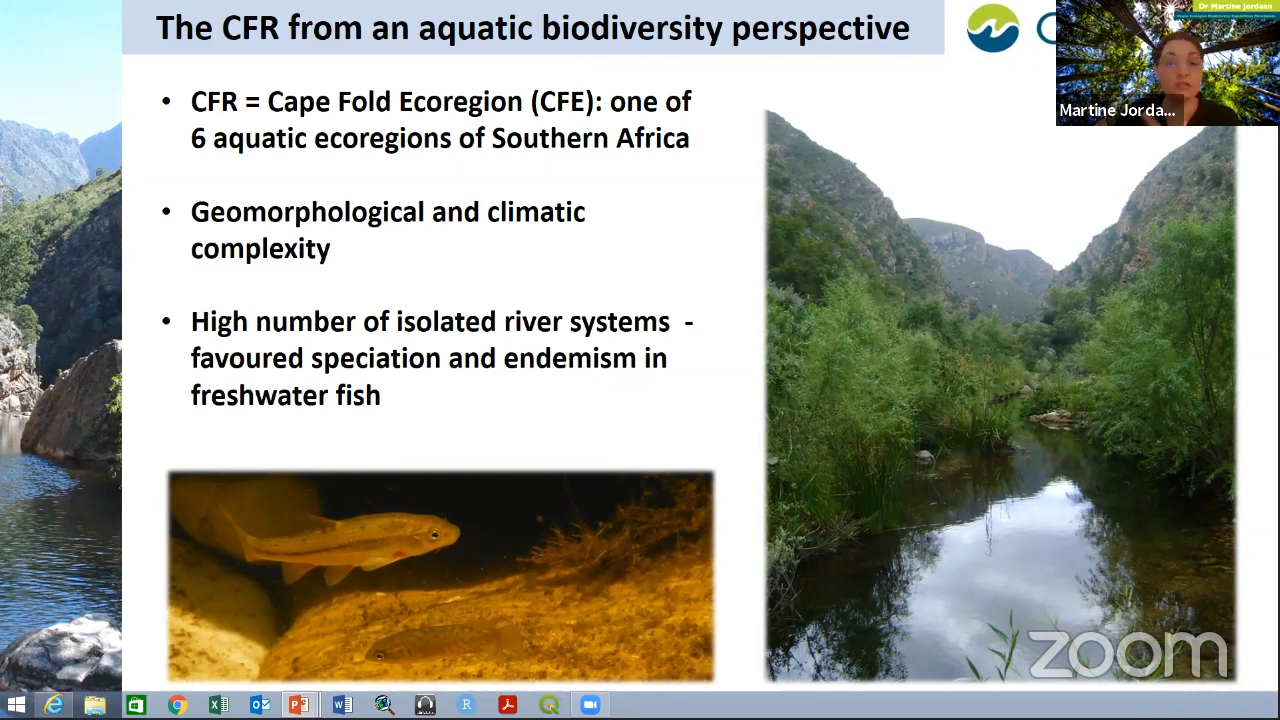 The CFR from an aquatic biodiversity perspective
C
Dr Martine Jordaan
Martine Jorda...
• CFR = Cape Fold Ecoregion (CFE): one of
6 aquatic ecoregions of Southern Africa
• Geomorphological and climatic
complexity
• High number of isolated river systems -
favoured speciation and endemism in
freshwater fish
zoom